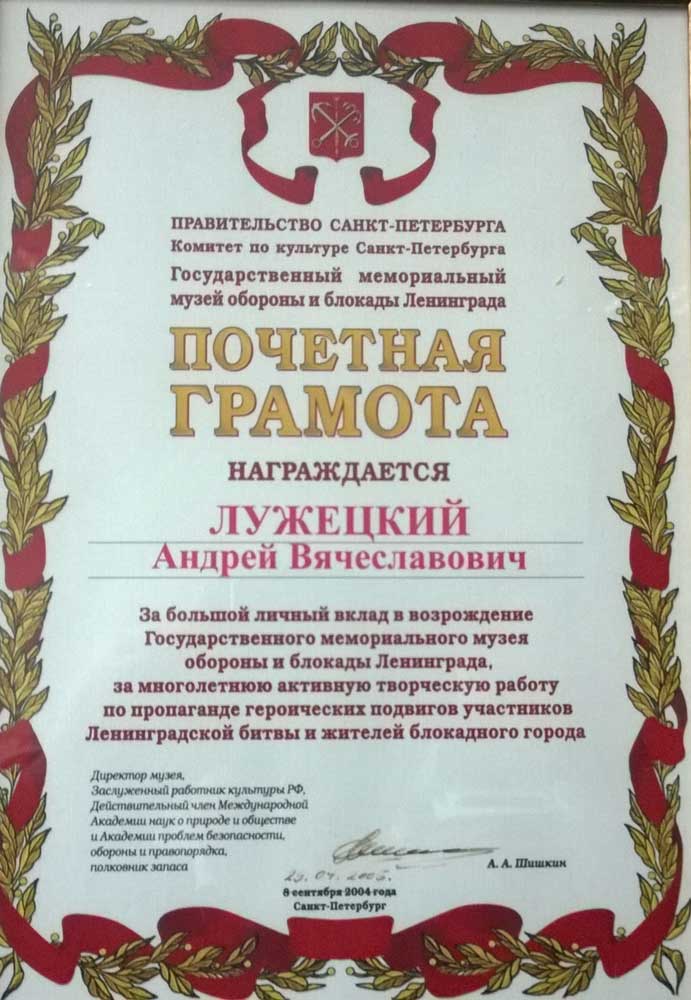 ПРАВИТЕЛЬСТВО САНКТ-ПЕТЕРБУРГА
Комитет по культуре Санкт-Петербурга
Государственный мемориальный
музей обороны и блокады Ленинграда
ПОЧЕТНАЯ
ГРАМОТА
НАГРАЖДАЕТСЯ
ЛУЖЕЦКИЙ
Андрей Вячеславович
За большой личный вклад в возрождение
Государственного мемориального музея
обороны и блокады Ленинграда,
за многолетнюю активную творческую работу
по пропаганде героических подвигов участников
Ленинградской битвы и жителей блокадного города
Директор музея,
Заслуженный работник культуры РФ,
Действительный член Международной
Академии наук о природе и обществе
и Академии проблем безопасности,
обороны и правопорядка,
полковник запаса
А. А. Шишкин
8 сентября 2004 года
Санкт-Петербург